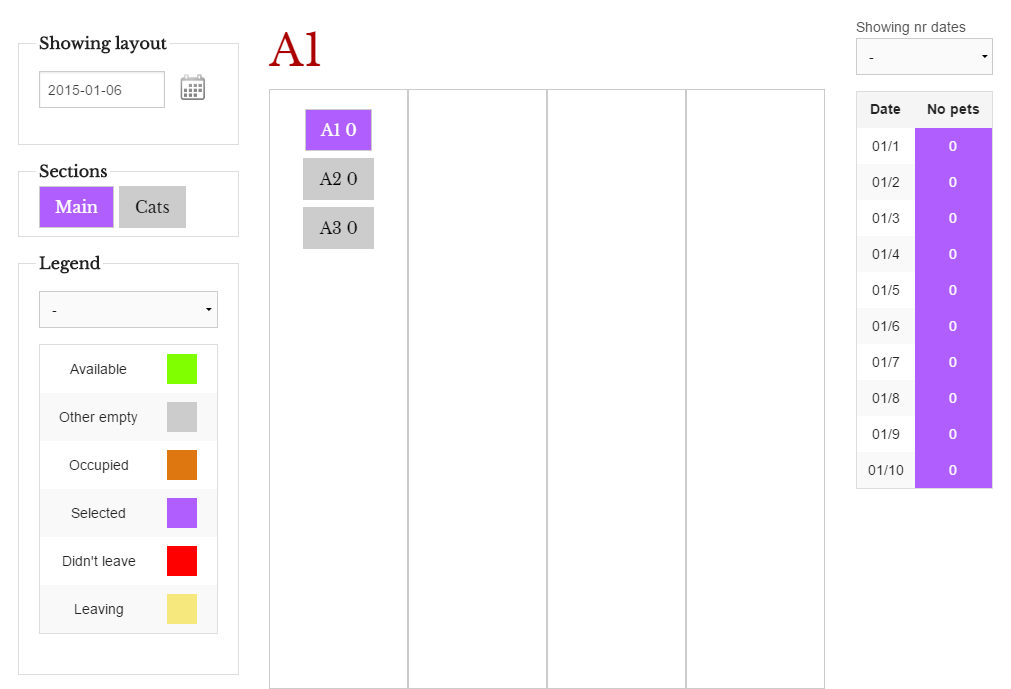 Showing layout
2015-01-06
Sections
Main Cats
Legend
-
Available
Other empty
Occupied
Selected
Didn't leave
Leaving
A1
A1 0
A2 0
A3 0
Showing nr dates
-
Date No pets
01/1 0
01/2 0
01/3 0
01/4 0
01/5 0
01/6 0
01/7 0
01/8 0
01/9 0
01/10 0